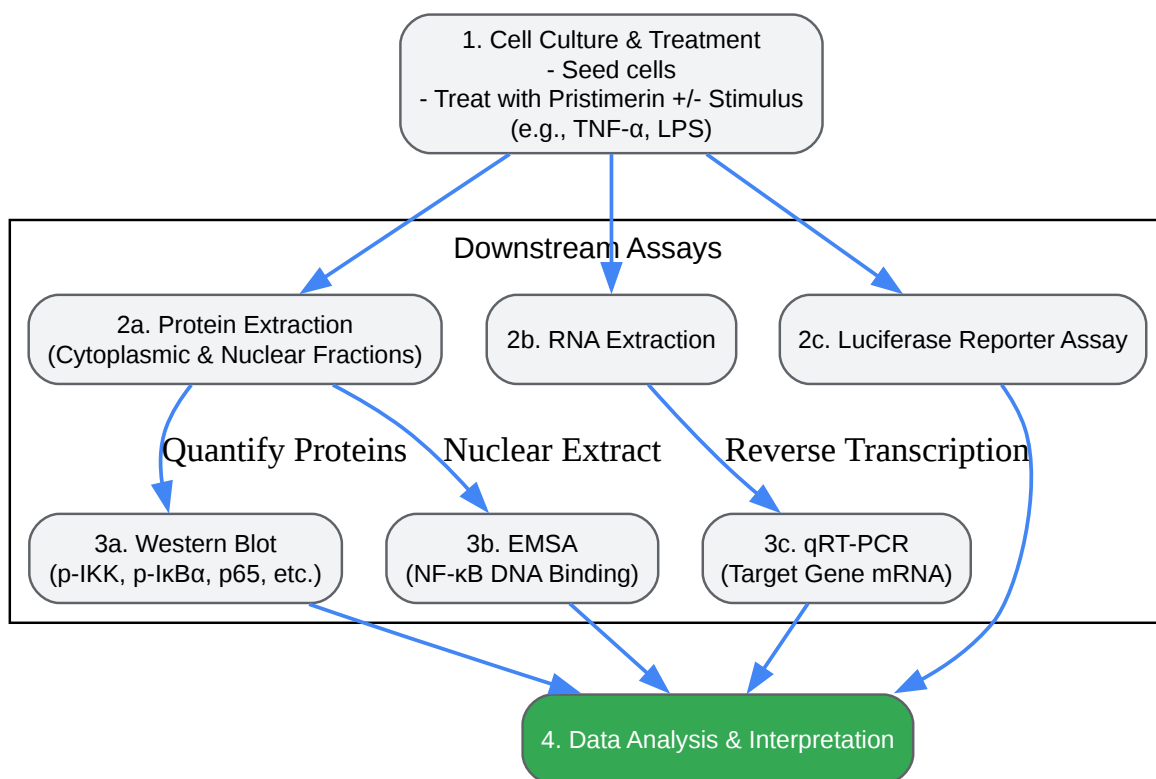 1. Cell Culture & Treatment
- Seed cells
- Treat with Pristimerin +/- Stimulus
(e.g., TNF-α, LPS)
Downstream Assays
2a. Protein Extraction
(Cytoplasmic & Nuclear Fractions)
2b. RNA Extraction
2c. Luciferase Reporter Assay
Quantify Proteins
Nuclear Extract
Reverse Transcription
3a. Western Blot
(p-IKK, p-IκBα, p65, etc.)
3b. EMSA
(NF-κB DNA Binding)
3c. qRT-PCR
(Target Gene mRNA)
4. Data Analysis & Interpretation